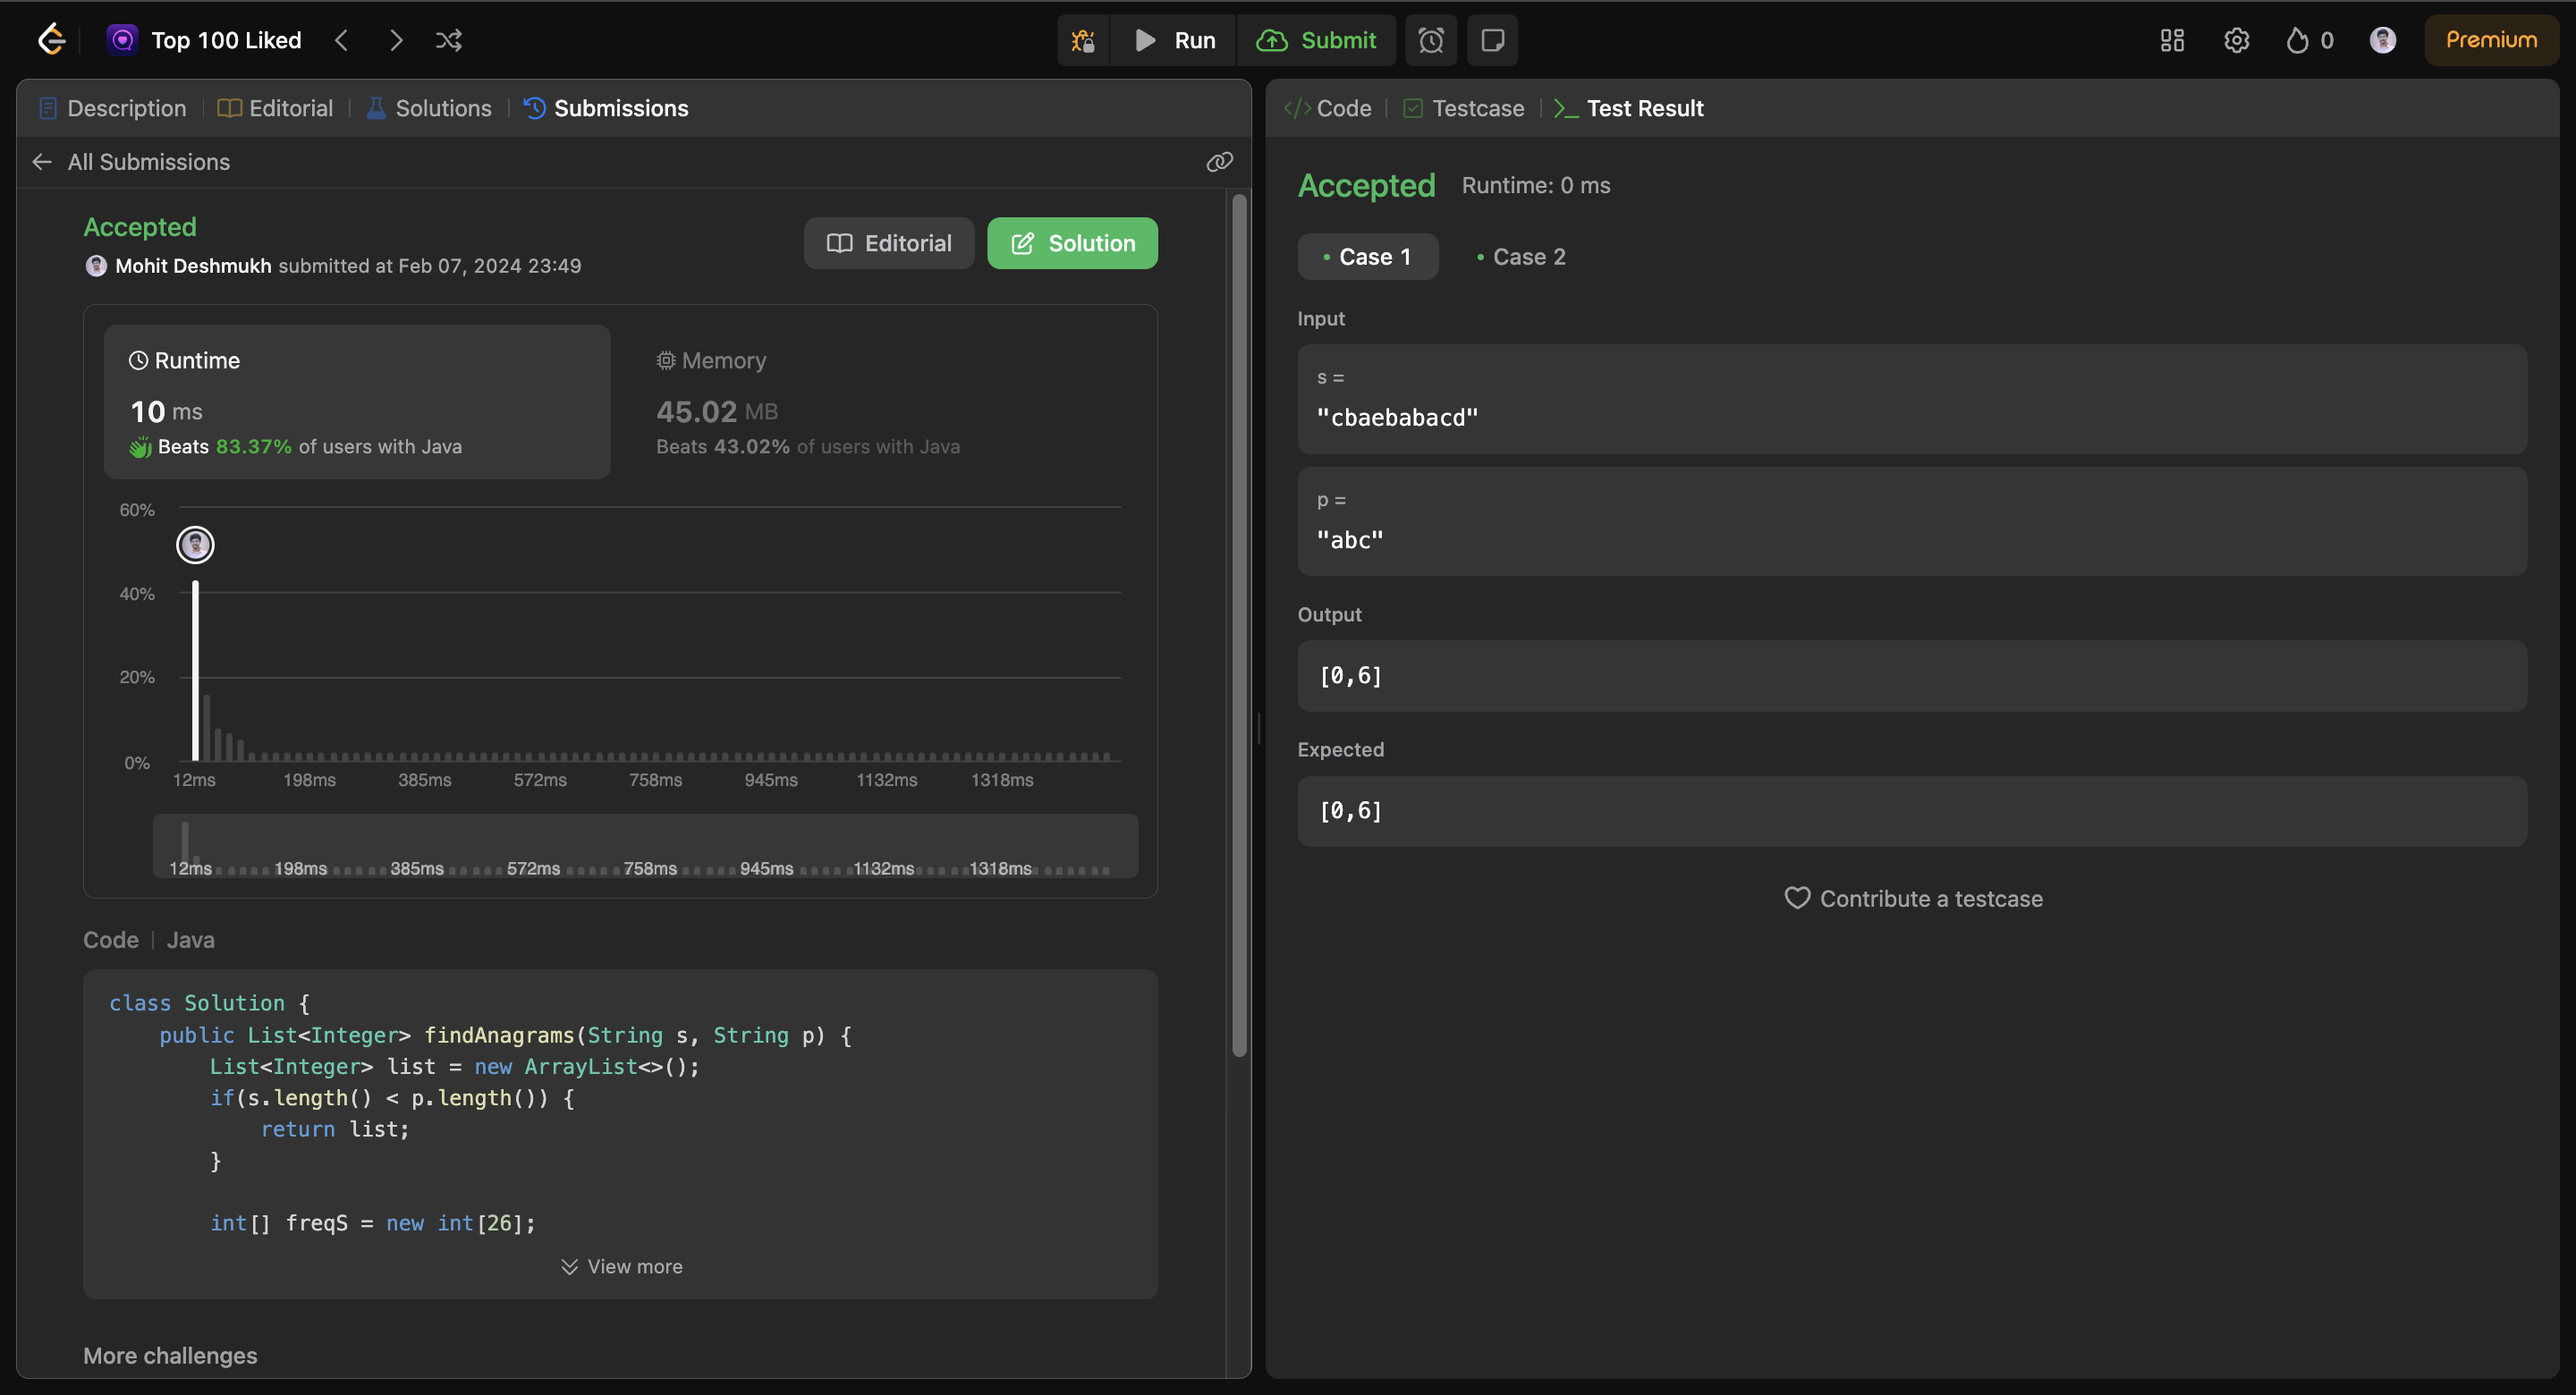 Top 100 Liked
Run
Submit
0
Premium
Description
Editorial
Solutions
Submissions
All Submissions
Accepted
Mohit Deshmukh submitted at Feb 07, 2024 23:49
Editorial
Solution
Runtime
10 ms
Beats 83.37% of users with Java
Memory
45.02 MB
Beats 43.02% of users with Java
60%
40%
20%
0%
12ms 198ms 385ms 572ms 758ms 945ms 1132ms 1318ms
12ms 198ms 385ms 572ms 758ms 945ms 1132ms 1318ms
Code | Java
class Solution {
    public List<Integer> findAnagrams(String s, String p) {
        List<Integer> list = new ArrayList<>();
        if(s.length() < p.length()) {
            return list;
        }
        int[] freqS = new int[26];
View more
More challenges
</> Code
Testcase
>_ Test Result
Accepted
Runtime: 0 ms
• Case 1
• Case 2
Input
s =
"cbaebabacd"
p =
"abc"
Output
[0,6]
Expected
[0,6]
Contribute a testcase